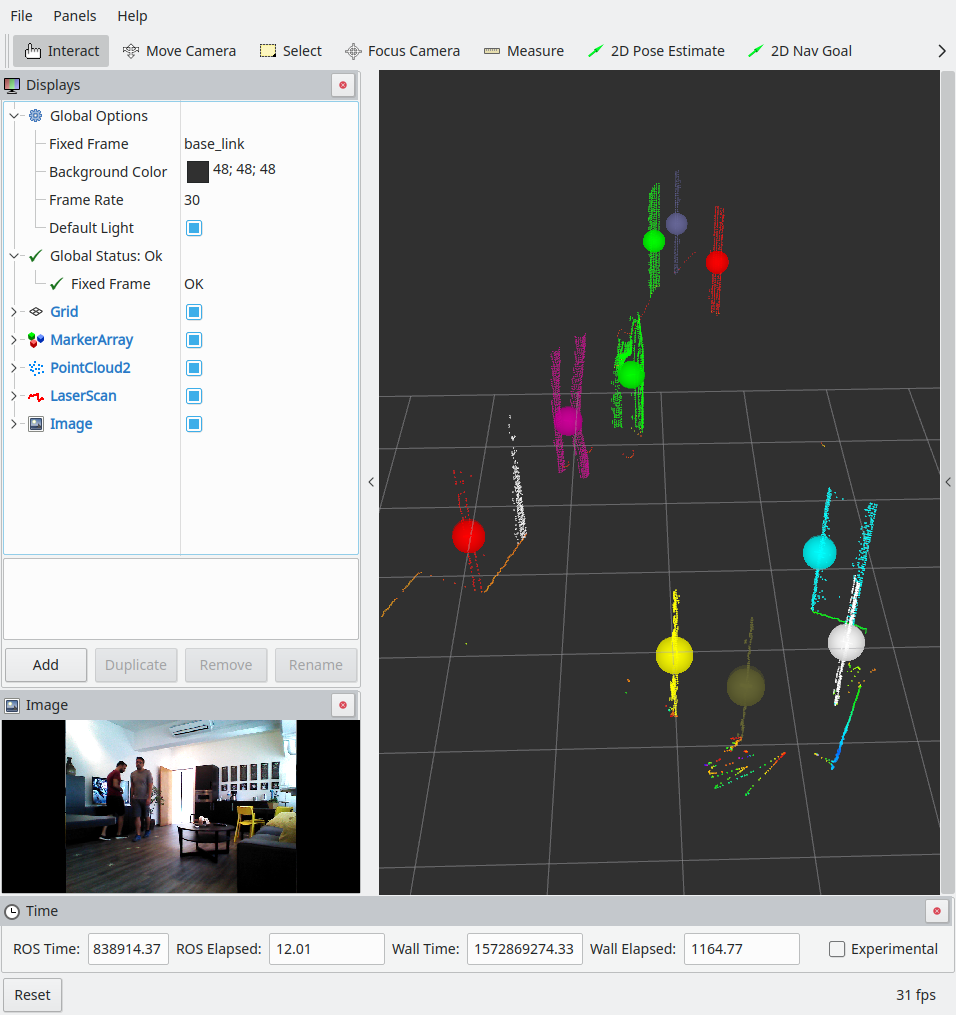 File Panels Help
Interact Move Camera Select Focus Camera Measure 2D Pose Estimate 2D Nav Goal
Displays
Global Options
Fixed Frame base_link
Background Color 48; 48; 48
Frame Rate 30
Default Light
Global Status: Ok
Fixed Frame OK
Grid
MarkerArray
PointCloud2
LaserScan
Image
Add Duplicate Remove Rename
Image
Time
ROS Time: 838914.37 ROS Elapsed: 12.01 Wall Time: 1572869274.33 Wall Elapsed: 1164.77 Experimental
Reset 31 fps